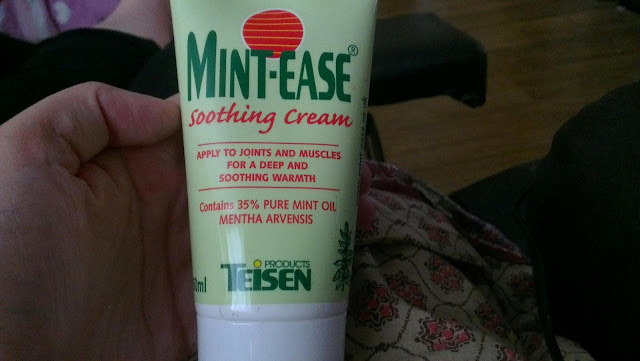 MINT-EASE®
Soothing Cream
APPLY TO JOINTS AND MUSCLES
FOR A DEEP AND
SOOTHING WARMTH
Contains 35% PURE MINT OIL
MENTHA ARVENSIS
PRODUCTS
TEISEN